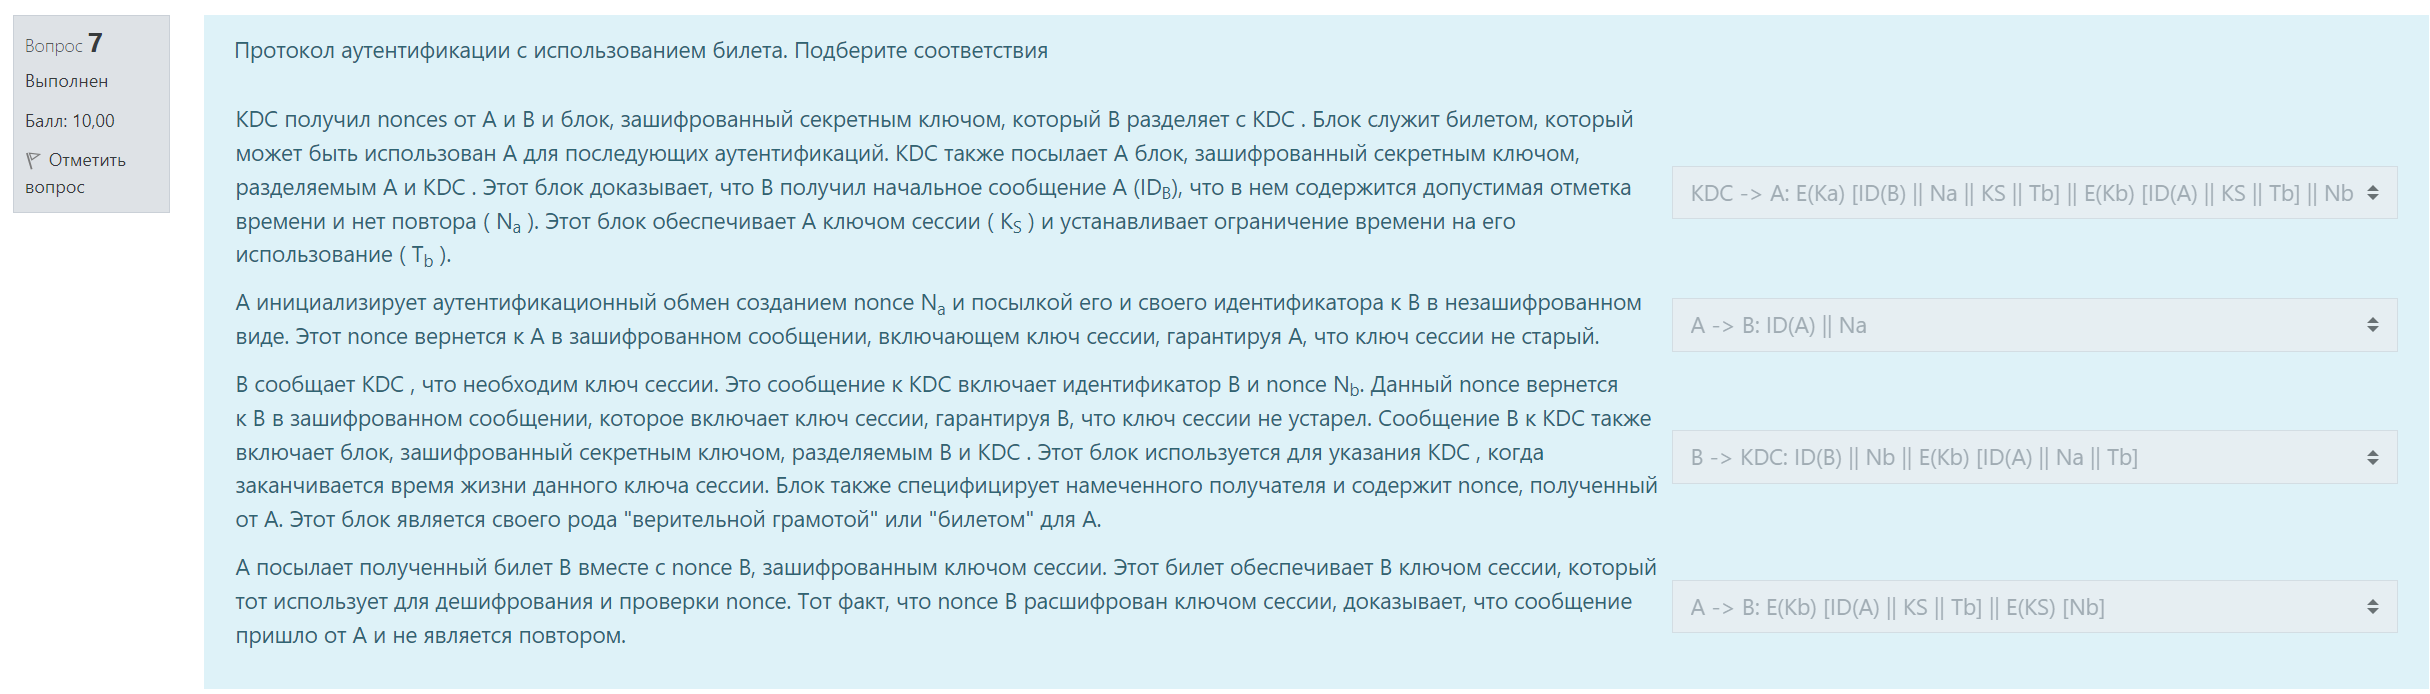 Вопрос 7
Выполнен
Балл: 10,00
Отметить
вопрос
Протокол аутентификации с использованием билета. Подберите соответствия
KDC получил nonces от А и В и блок, зашифрованный секретным ключом, который В разделяет с KDC . Блок служит билетом, который
может быть использован А для последующих аутентификаций. KDC также посылает А блок, зашифрованный секретным ключом,
разделяемым А и KDC . Этот блок доказывает, что В получил начальное сообщение А (IDB), что в нем содержится допустимая отметка
времени и нет повтора ( Na ). Этот блок обеспечивает А ключом сессии ( KS ) и устанавливает ограничение времени на его
использование ( Tb ).
KDC -> A: E(Ka) [ID(B) || Na || KS || Tb] || E(Kb) [ID(A) || KS || Tb] || Nb
А инициализирует аутентификационный обмен созданием nonce Na и посылкой его и своего идентификатора к В в незашифрованном
виде. Этот nonce вернется к А в зашифрованном сообщении, включающем ключ сессии, гарантируя А, что ключ сессии не старый.
A -> B: ID(A) || Na
В сообщает KDC , что необходим ключ сессии. Это сообщение к KDC включает идентификатор В и nonce Nb. Данный nonce вернется
к В в зашифрованном сообщении, которое включает ключ сессии, гарантируя В, что ключ сессии не устарел. Сообщение В к KDC также
включает блок, зашифрованный секретным ключом, разделяемым В и KDC . Этот блок используется для указания KDC , когда
заканчивается время жизни данного ключа сессии. Блок также специфицирует намеченного получателя и содержит nonce, полученный
от А. Этот блок является своего рода "верительной грамотой" или "билетом" для А.
B -> KDC: ID(B) || Nb || E(Kb) [ID(A) || Na || Tb]
А посылает полученный билет В вместе с nonce В, зашифрованным ключом сессии. Этот билет обеспечивает В ключом сессии, который
тот использует для дешифрования и проверки nonce. Тот факт, что nonce В расшифрован ключом сессии, доказывает, что сообщение
пришло от А и не является повтором.
A -> B: E(Kb) [ID(A) || KS || Tb] || E(KS) [Nb]